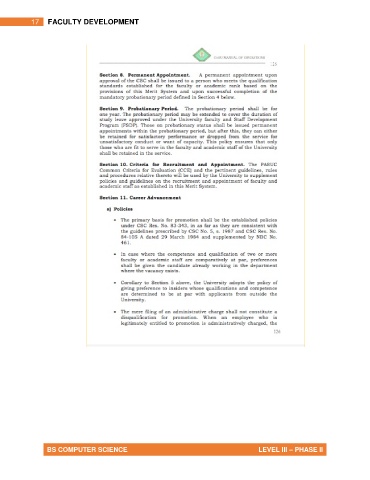 17 FACULTY DEVELOPMENT
Section 8. Permanent Appointment. A permanent appointment upon
approval of the CSC shall be issued to a person who meets the qualification
standards established for the faculty or academic rank based on the
provisions of this Merit System and upon successful completion of the
mandatory probationary period defined in Section 4 below.
Section 9. Probationary Period. The probationary period shall be for
one year. The probationary period may be extended to cover the duration of
study leave approved under the University Faculty and Staff Development
Program (FSDP). Those on probationary status shall be issued permanent
appointments within the probationary period, but after this, they can either
be retained for satisfactory performance or dropped from the service for
unsatisfactory conduct or want of capacity. This policy ensures that only
those who are fit to serve in the faculty and academic staff of the University
shall be retained in the service.
Section 10. Criteria for Recruitment and Appointment. The PASUC
Common Criteria for Evaluation (CCE) and the pertinent guidelines, rules
and procedures relative thereto will be used by the University to supplement
policies and guidelines on the recruitment and appointment of faculty and
academic staff as established in this Merit System.
Section 11. Career Advancement
a) Policies
• The primary basis for promotion shall be the established policies
under CSC Res. No. 83-343, in as far as they are consistent with
the guidelines prescribed by CSC No. 5, s. 1987 and CSC Res. No.
84-105 A dated 29 March 1984 and supplemented by NBC No.
461.
• In case where the competence and qualification of two or more
faculty or academic staff are comparatively at par, preference
shall be given the candidate already working in the department
where the vacancy exists.
• Corollary to Section 5 above, the University adopts the policy of
giving preference to insiders whose qualifications and competence
are determined to be at par with applicants from outside the
University.
• The mere filing of an administrative charge shall not constitute a
disqualification for promotion. When an employee who is
legitimately entitled to promotion is administratively charged, the
BS COMPUTER SCIENCE LEVEL III – PHASE II